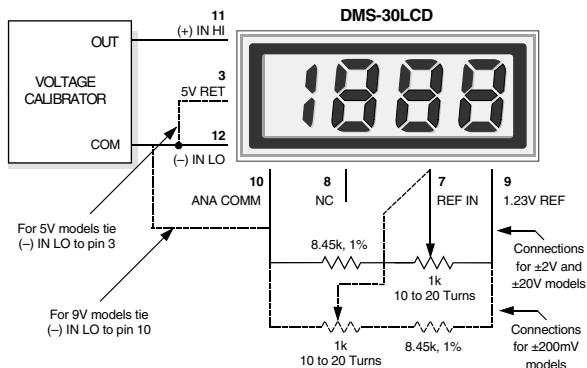 DMS-30LCD
11
(+) IN HI
OUT
VOLTAGE
CALIBRATOR
COM
3
5V RET
12
(–) IN LO
1888
10
ANA COMM
8
NC
7
REF IN
9
1.23V REF
For 5V models tie
(–) IN LO to pin 3
For 9V models tie
(–) IN LO to pin 10
8.45k, 1%
1k
10 to 20 Turns
Connections
for ±2V and
±20V models
1k
10 to 20 Turns
8.45k, 1%
Connections
for ±200mV
models